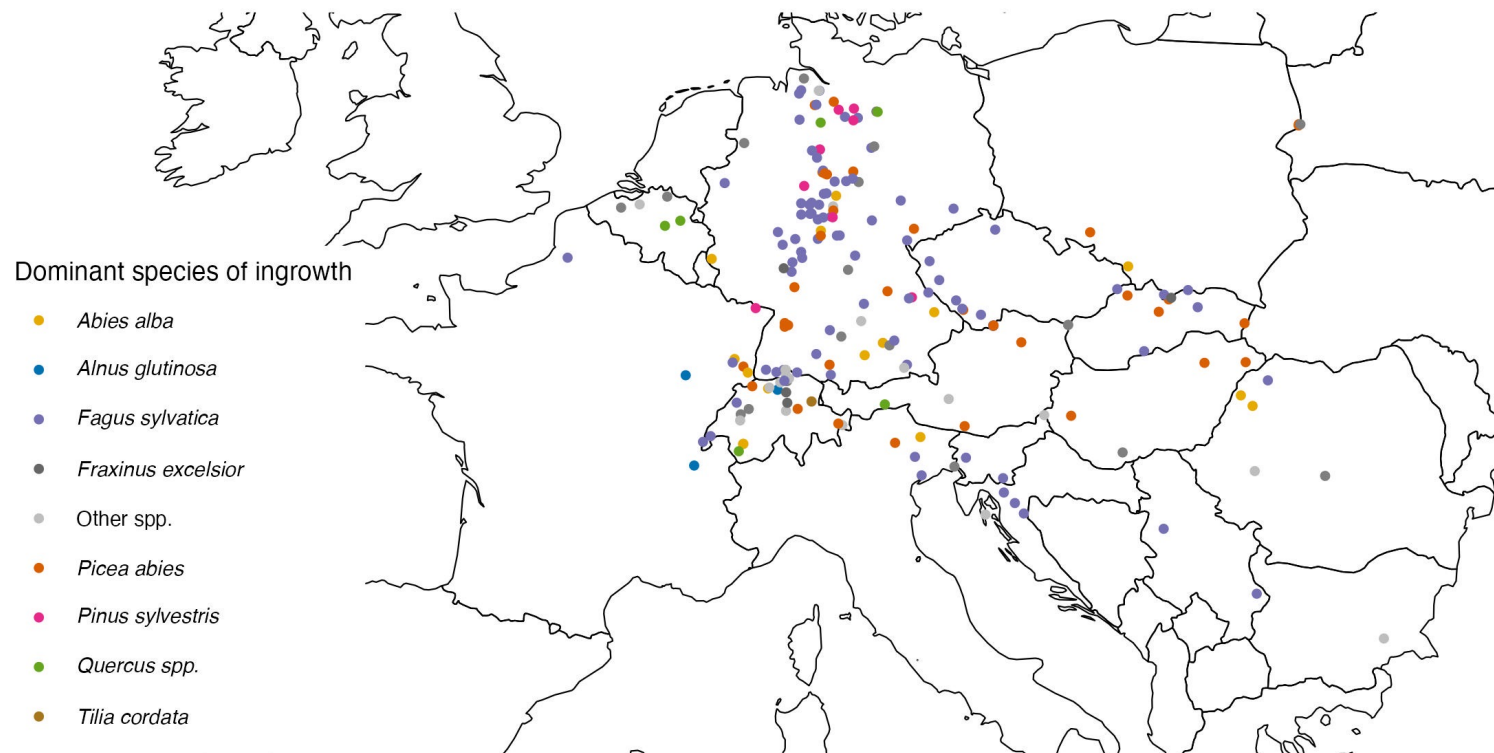 Dominant species of ingrowth
Abies alba
Alnus glutinosa
Fagus sylvatica
Fraxinus excelsior
Other spp.
Picea abies
Pinus sylvestris
Quercus spp.
Tilia cordata